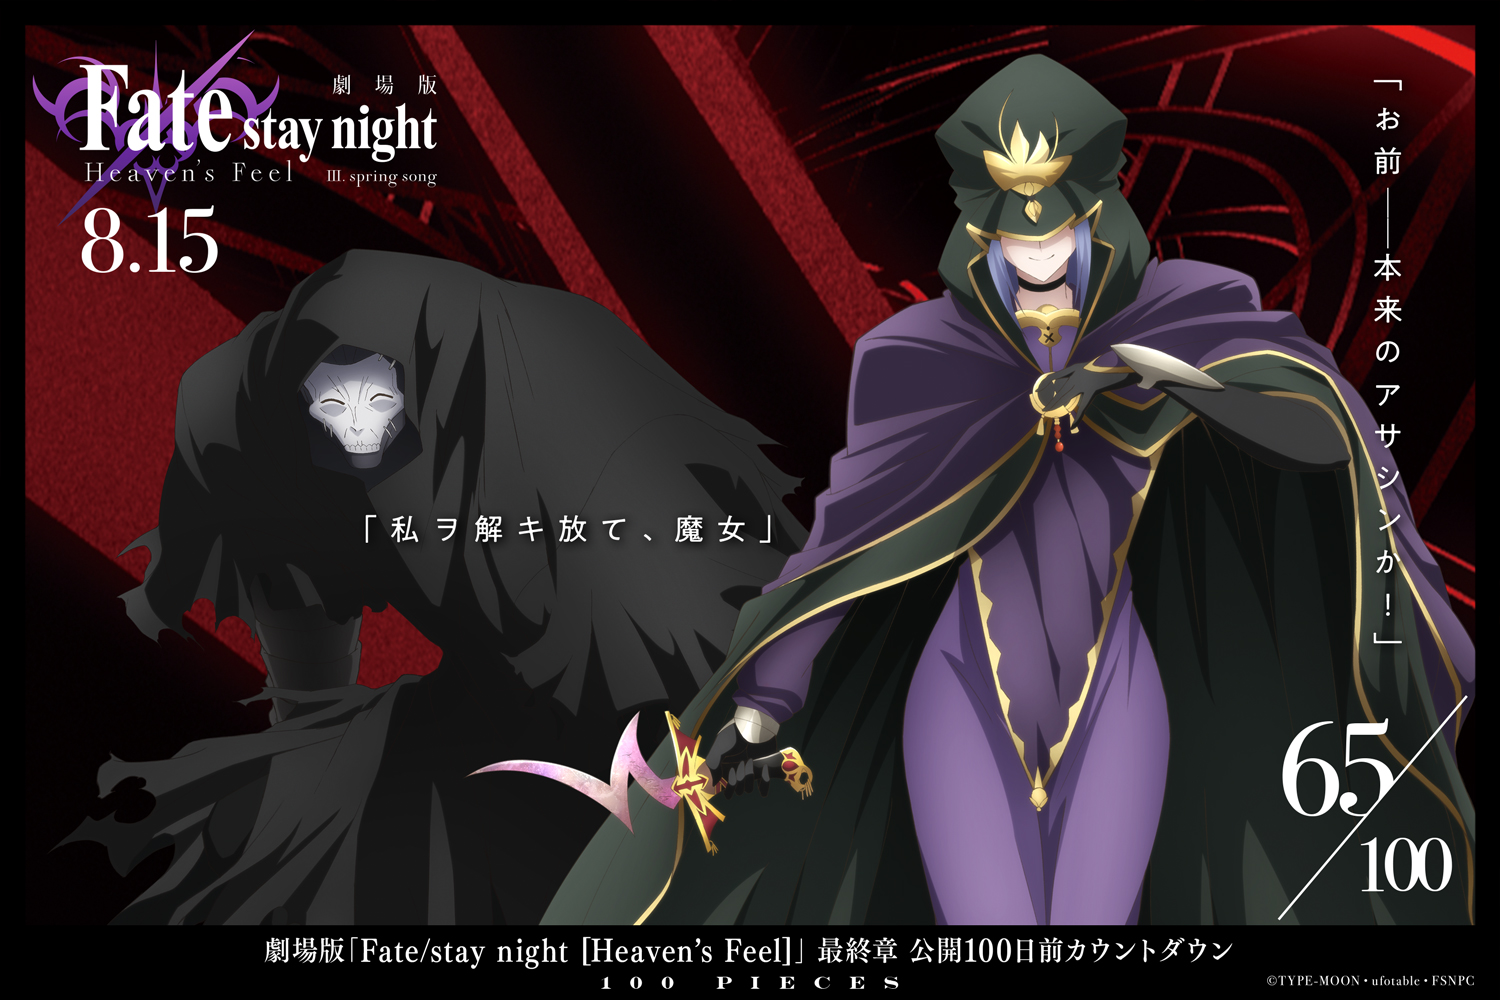 劇場版
Fate
stay night
Heaven's Feel
III. spring song
8.15
「お前――本来のアサシンか！」
「私ヲ解キ放て、魔女」
65/100
劇場版「Fate/stay night [Heaven's Feel]」 最終章 公開100日前カウントダウン
100 PIECES
©TYPE-MOON・ufotable・FSNPC